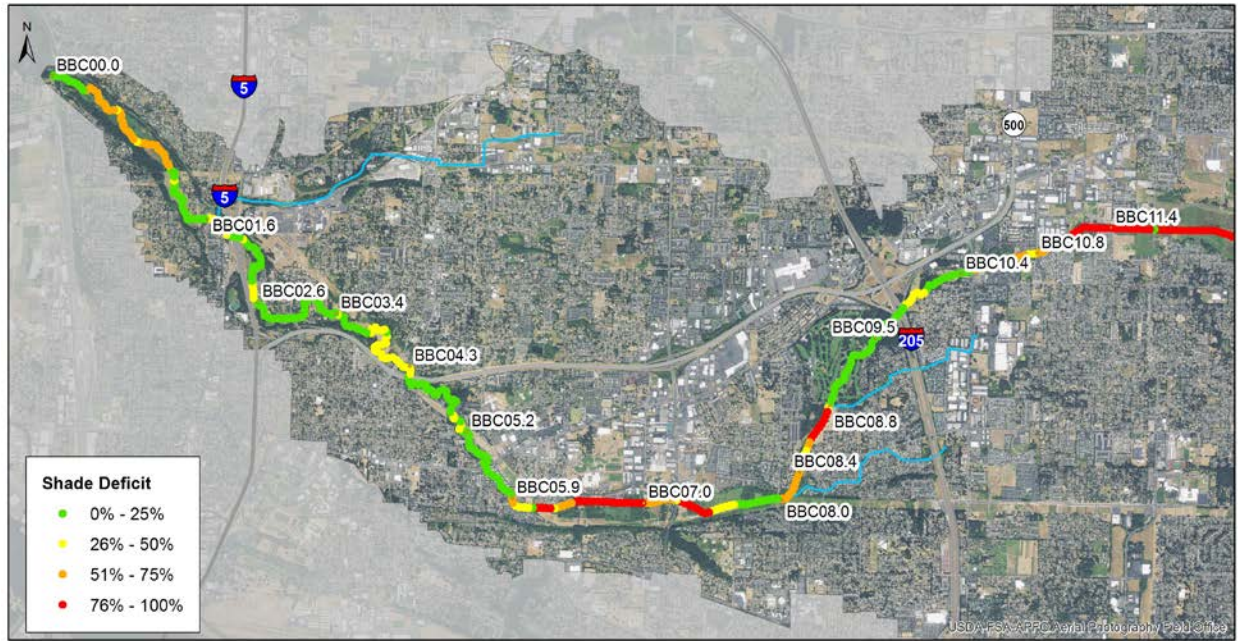 N
BBC00.0
5
500
5
BBC01.6
BBC11.4
BBC10.8
BBC10.4
BBC02.6
BBC03.4
BBC09.5
205
BBC04.3
BBC05.2
BBC08.8
BBC08.4
BBC05.9
BBC07.0
BBC08.0
Shade Deficit
0% - 25%
26% - 50%
51% - 75%
76% - 100%
USDA-FSA-APFO Aerial Photography Field Office